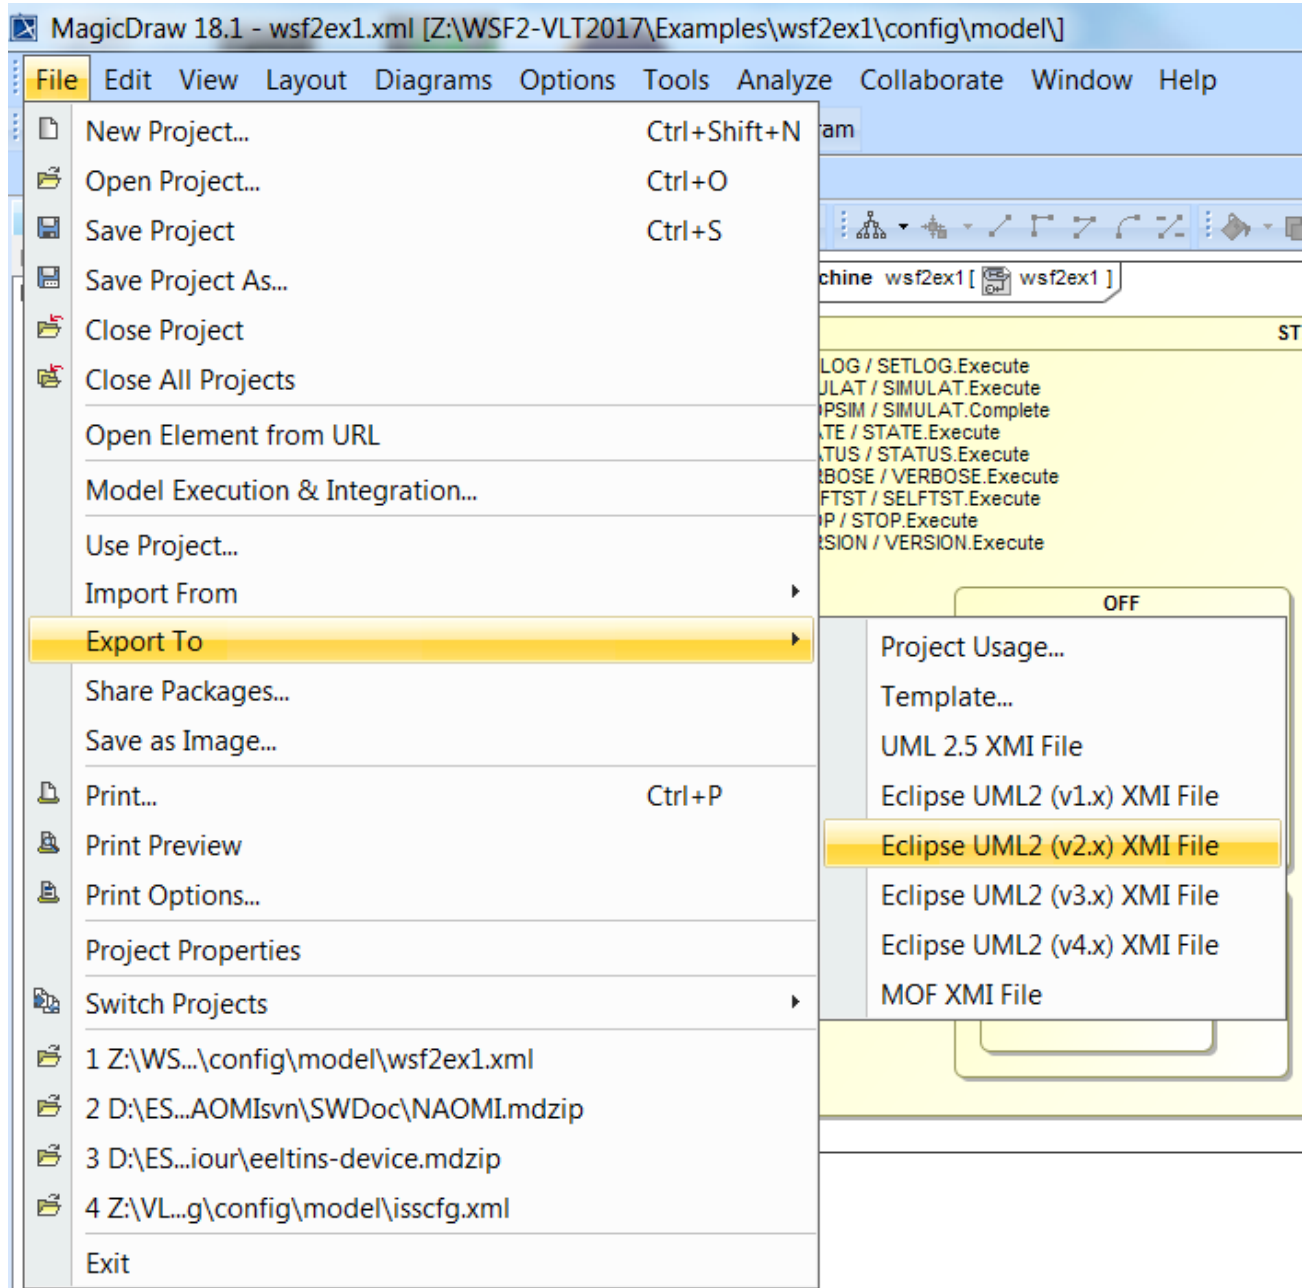 MagicDraw 18.1 - wsf2ex1.xml [Z:\WSF2-VLT2017\Examples\wsf2ex1\config\model\]
File Edit View Layout Diagrams Options Tools Analyze Collaborate Window Help
New Project... Ctrl+Shift+N
ram
Open Project... Ctrl+O
Save Project Ctrl+S
Save Project As...
chine wsf2ex1 [ wsf2ex1 ]
Close Project
ST
Close All Projects
LOG / SETLOG.Execute
ULAT / SIMULAT.Execute
OPSIM / SIMULAT.Complete
TE / STATE.Execute
TUS / STATUS.Execute
RBOSE / VERBOSE.Execute
FTST / SELFTST.Execute
OP / STOP.Execute
RSION / VERSION.Execute
Open Element from URL
Model Execution & Integration...
Use Project...
Import From
OFF
Export To
Share Packages...
Save as Image...
Print... Ctrl+P
Print Preview
Print Options...
Project Properties
Switch Projects
1 Z:\WS...\config\model\wsf2ex1.xml
2 D:\ES...AOMIsvn\SWDoc\NAOMI.mdzip
3 D:\ES...iour\eeltins-device.mdzip
4 Z:\VL...g\config\model\isscfg.xml
Exit
Project Usage...
Template...
UML 2.5 XMI File
Eclipse UML2 (v1.x) XMI File
Eclipse UML2 (v2.x) XMI File
Eclipse UML2 (v3.x) XMI File
Eclipse UML2 (v4.x) XMI File
MOF XMI File